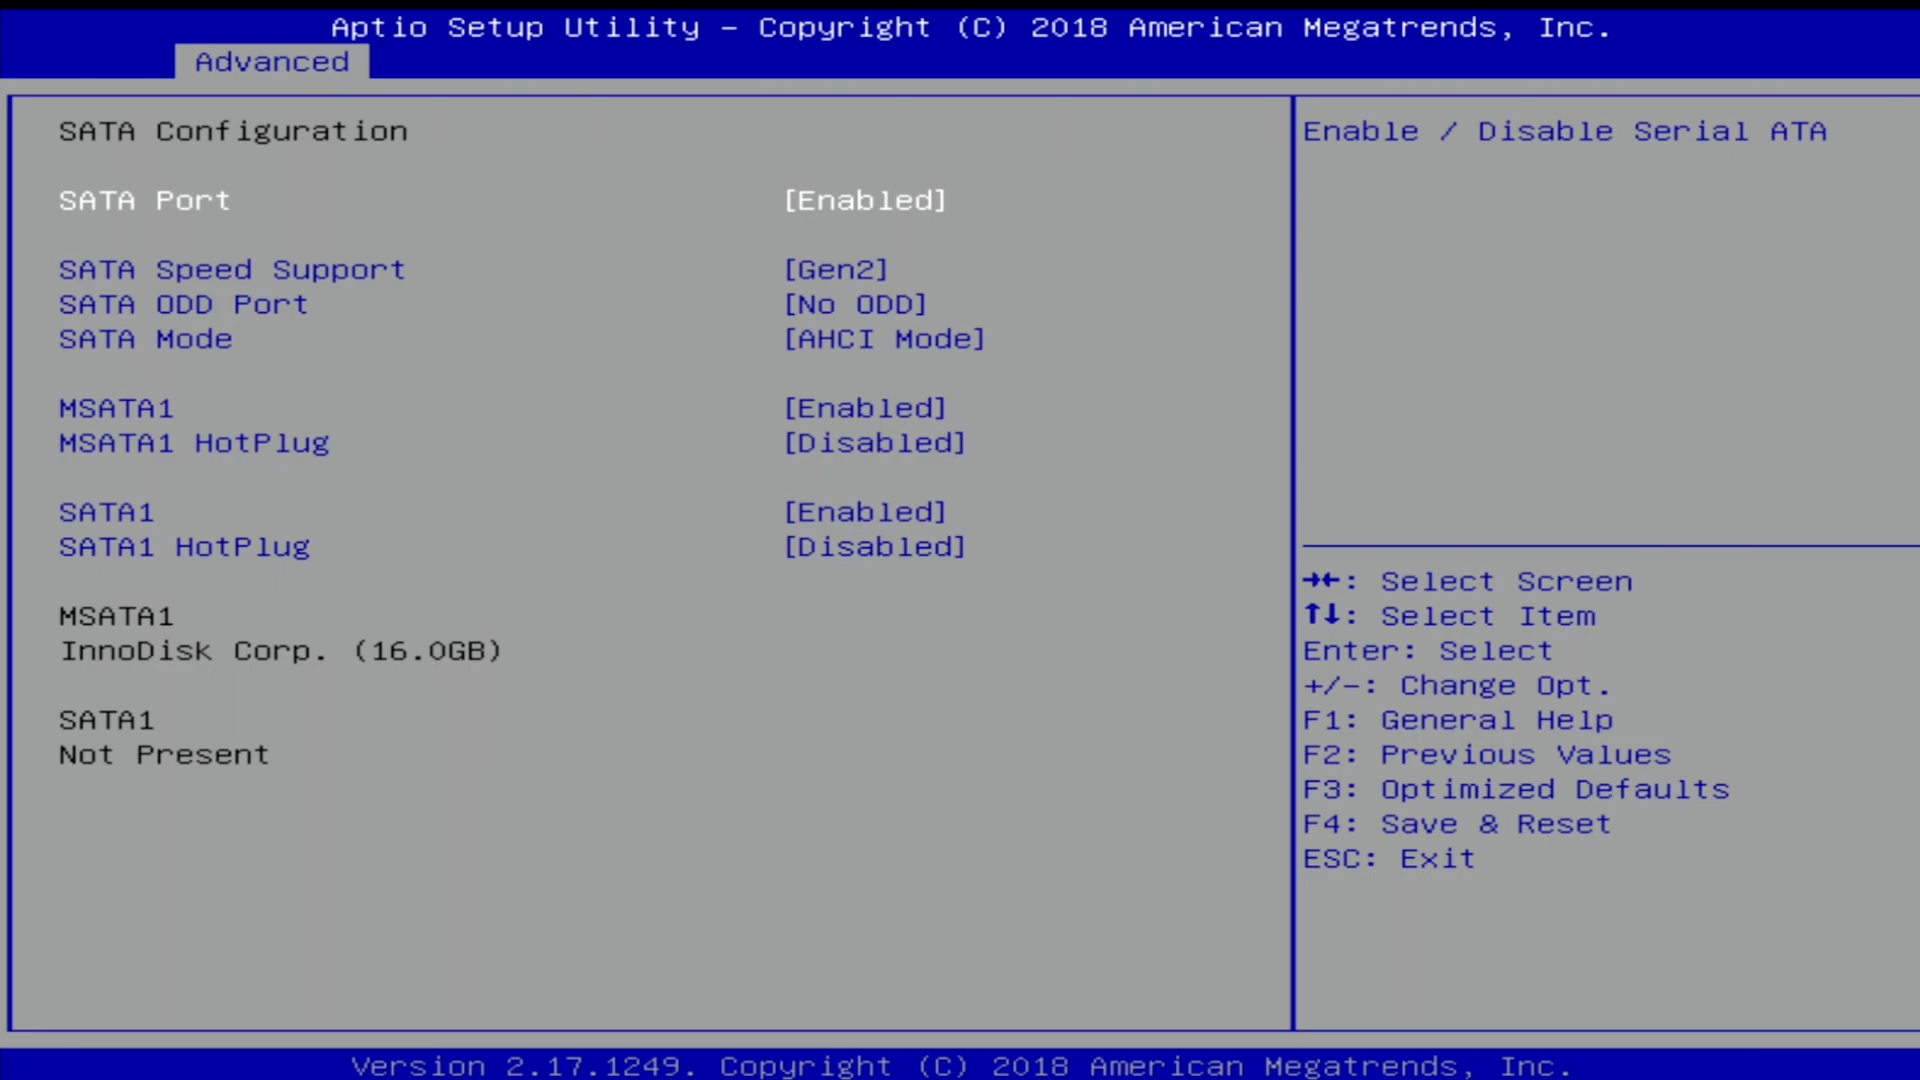 Aptio Setup Utility – Copyright (C) 2018 American Megatrends, Inc.
Advanced
SATA Configuration
SATA Port [Enabled]
SATA Speed Support [Gen2]
SATA ODD Port [No ODD]
SATA Mode [AHCI Mode]
MSATA1 [Enabled]
MSATA1 HotPlug [Disabled]
SATA1 [Enabled]
SATA1 HotPlug [Disabled]
MSATA1
InnoDisk Corp. (16.0GB)
SATA1
Not Present
Enable / Disable Serial ATA
→←: Select Screen
↑↓: Select Item
Enter: Select
+/-: Change Opt.
F1: General Help
F2: Previous Values
F3: Optimized Defaults
F4: Save & Reset
ESC: Exit
Version 2.17.1249. Copyright (C) 2018 American Megatrends, Inc.